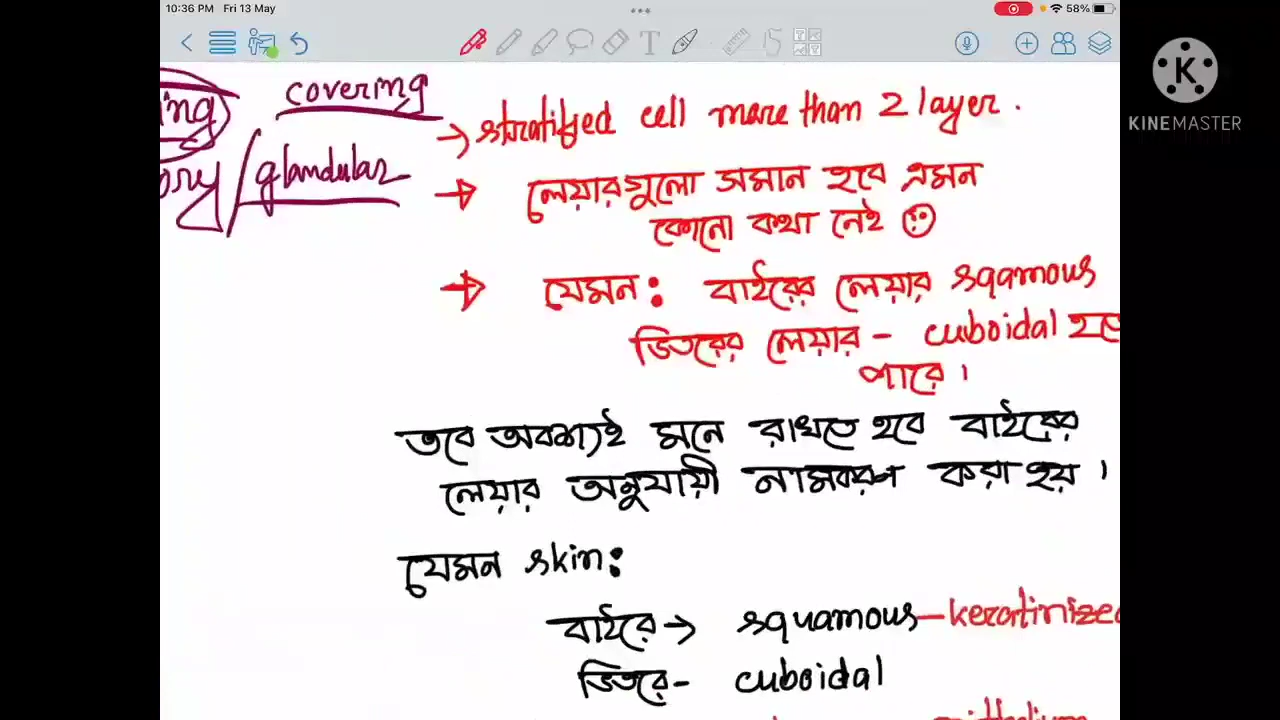 10:36 PM Fri 13 May
58%
KINEMASTER
covering
glandular
→ stratifyed cell more than 2 layer.
→ লেয়ারগুলো সমান হবে এমন
কোনো কথা নেই
→ যেমন: বাইরের লেয়ার sqamous
ভিতরের লেয়ার - cuboidal হতে
পারে।
তবে অবশ্যই মনে রাখতে হবে বাইরের
লেয়ার অনুযায়ী নামকরণ করা হয়।
যেমন skin:
বাইরে → squamous - keratinized
ভিতরে - cuboidal